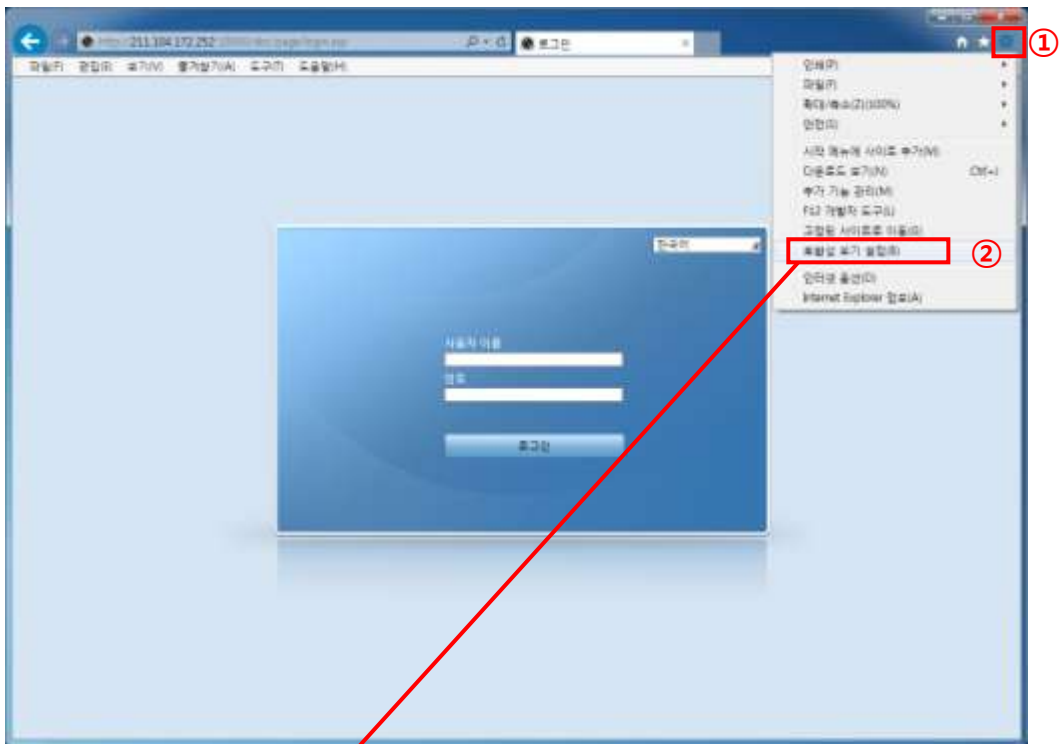 211.104.172.252
로그인
①
파일(F) 편집(E) 보기(V) 즐겨찾기(A) 도구(T) 도움말(H)
인쇄(P)
파일(F)
확대/축소(Z)(100%)
안전(S)
시작 메뉴에 사이트 추가(M)
다운로드 보기(N) Ctrl+J
추가 기능 관리(M)
F12 개발자 도구(L)
고정된 사이트로 이동(G)
호환성 보기 설정(B)
②
인터넷 옵션(O)
Internet Explorer 정보(A)
한국어
사용자 이름
암호
로그인